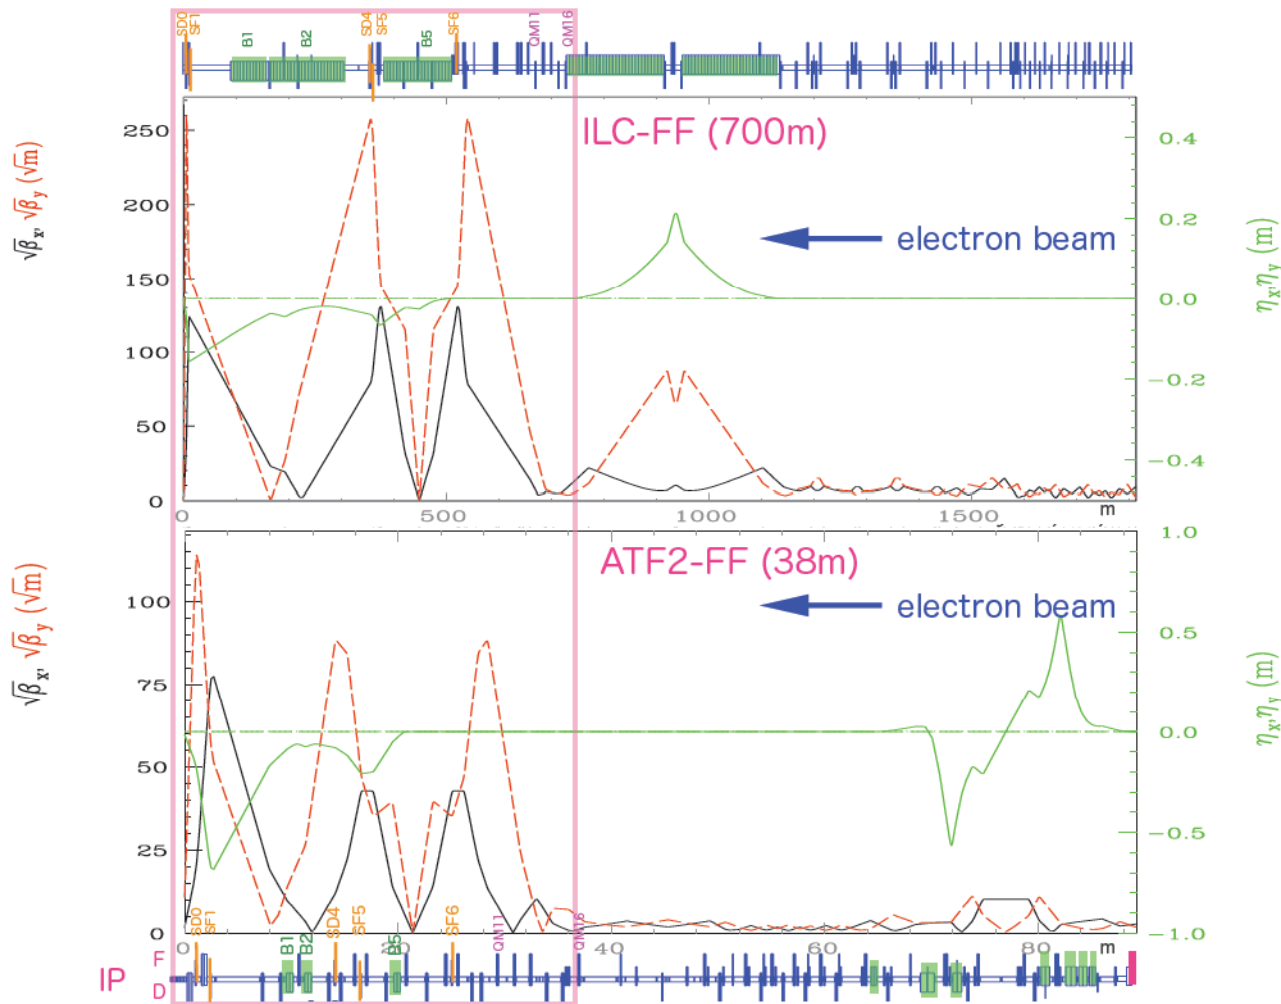 SD0 SF1 B1 B2 SD4 SF5 B5 SF6 QM11 QM16
ILC-FF (700m)
electron beam
√βx, √βy (√m)
250
200
150
100
50
0
0.4
0.2
0.0
−0.2
−0.4
ηx,ηy (m)
0 500 1000 1500 m
ATF2-FF (38m)
electron beam
√βx, √βy (√m)
100
75
50
25
0
1.0
0.5
0.0
−0.5
−1.0
ηx,ηy (m)
SD0 SF1 B1 B2 SD4 SF5 B5 SF6 QM11 QM16
0 20 40 60 80 m
IP F
D